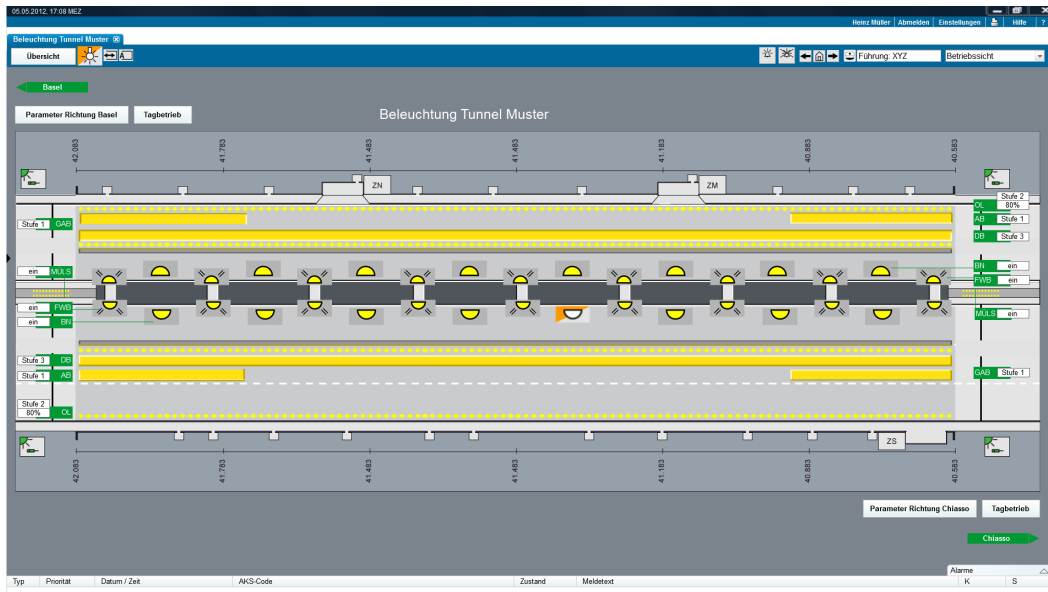 05.05.2012, 17:08 MEZ
Heinz Müller Abmelden Einstellungen Hilfe ?
Beleuchtung Tunnel Muster
Übersicht A Führung: XYZ Betriebssicht
Basel
Parameter Richtung Basel Tagbetrieb Beleuchtung Tunnel Muster
42.083 41.783 41.483 41.483 41.183 40.883 40.583
ZN ZM
Stufe 2
OL 80%
Stufe 1 GAB AB Stufe 1
DB Stufe 3
BN ein
ein MÜLS
FWB ein
ein FWB
MÜLS ein
ein BN
Stufe 3 DB
Stufe 1 AB GAB Stufe 1
Stufe 2
80% OL
ZS
42.083 41.783 41.483 41.483 41.183 40.883 40.583
Parameter Richtung Chiasso Tagbetrieb
Chiasso
Alarme
Typ Priorität Datum / Zeit AKS-Code Zustand Meldetext K S